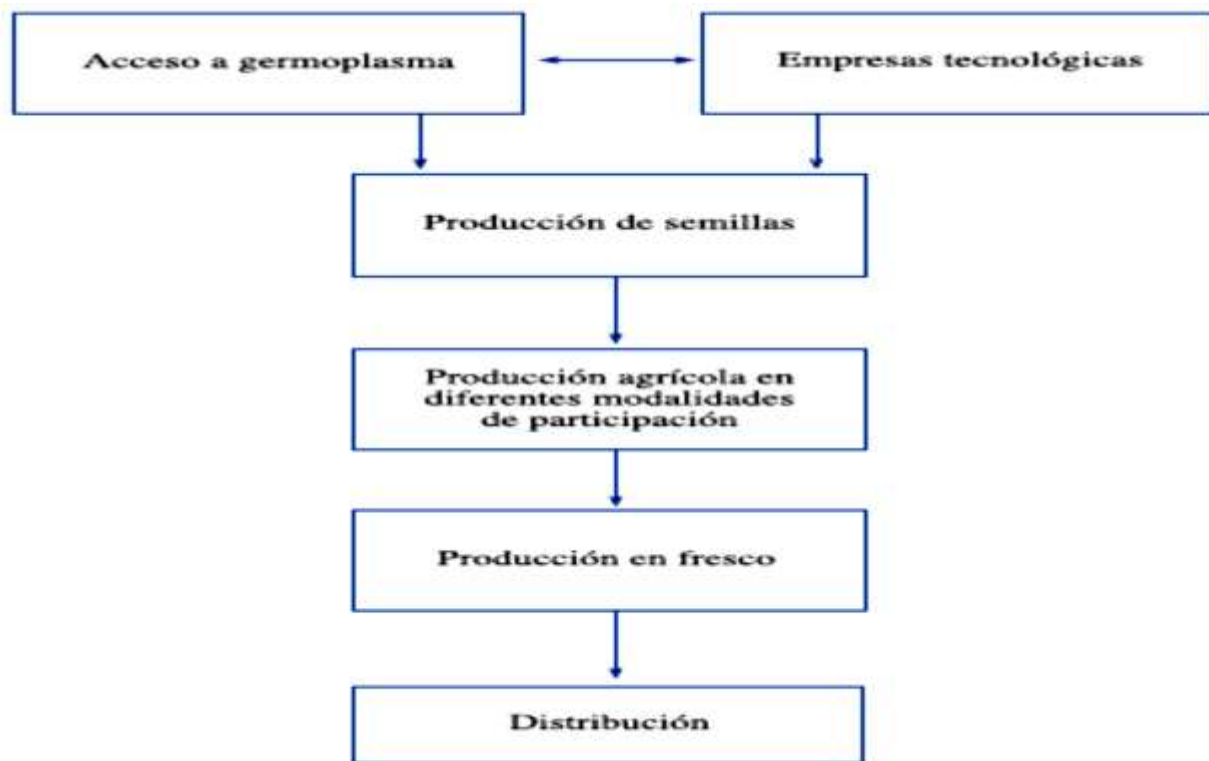 Acceso a germoplasma
Empresas tecnológicas
Producción de semillas
Producción agrícola en
diferentes modalidades
de participación
Producción en fresco
Distribución